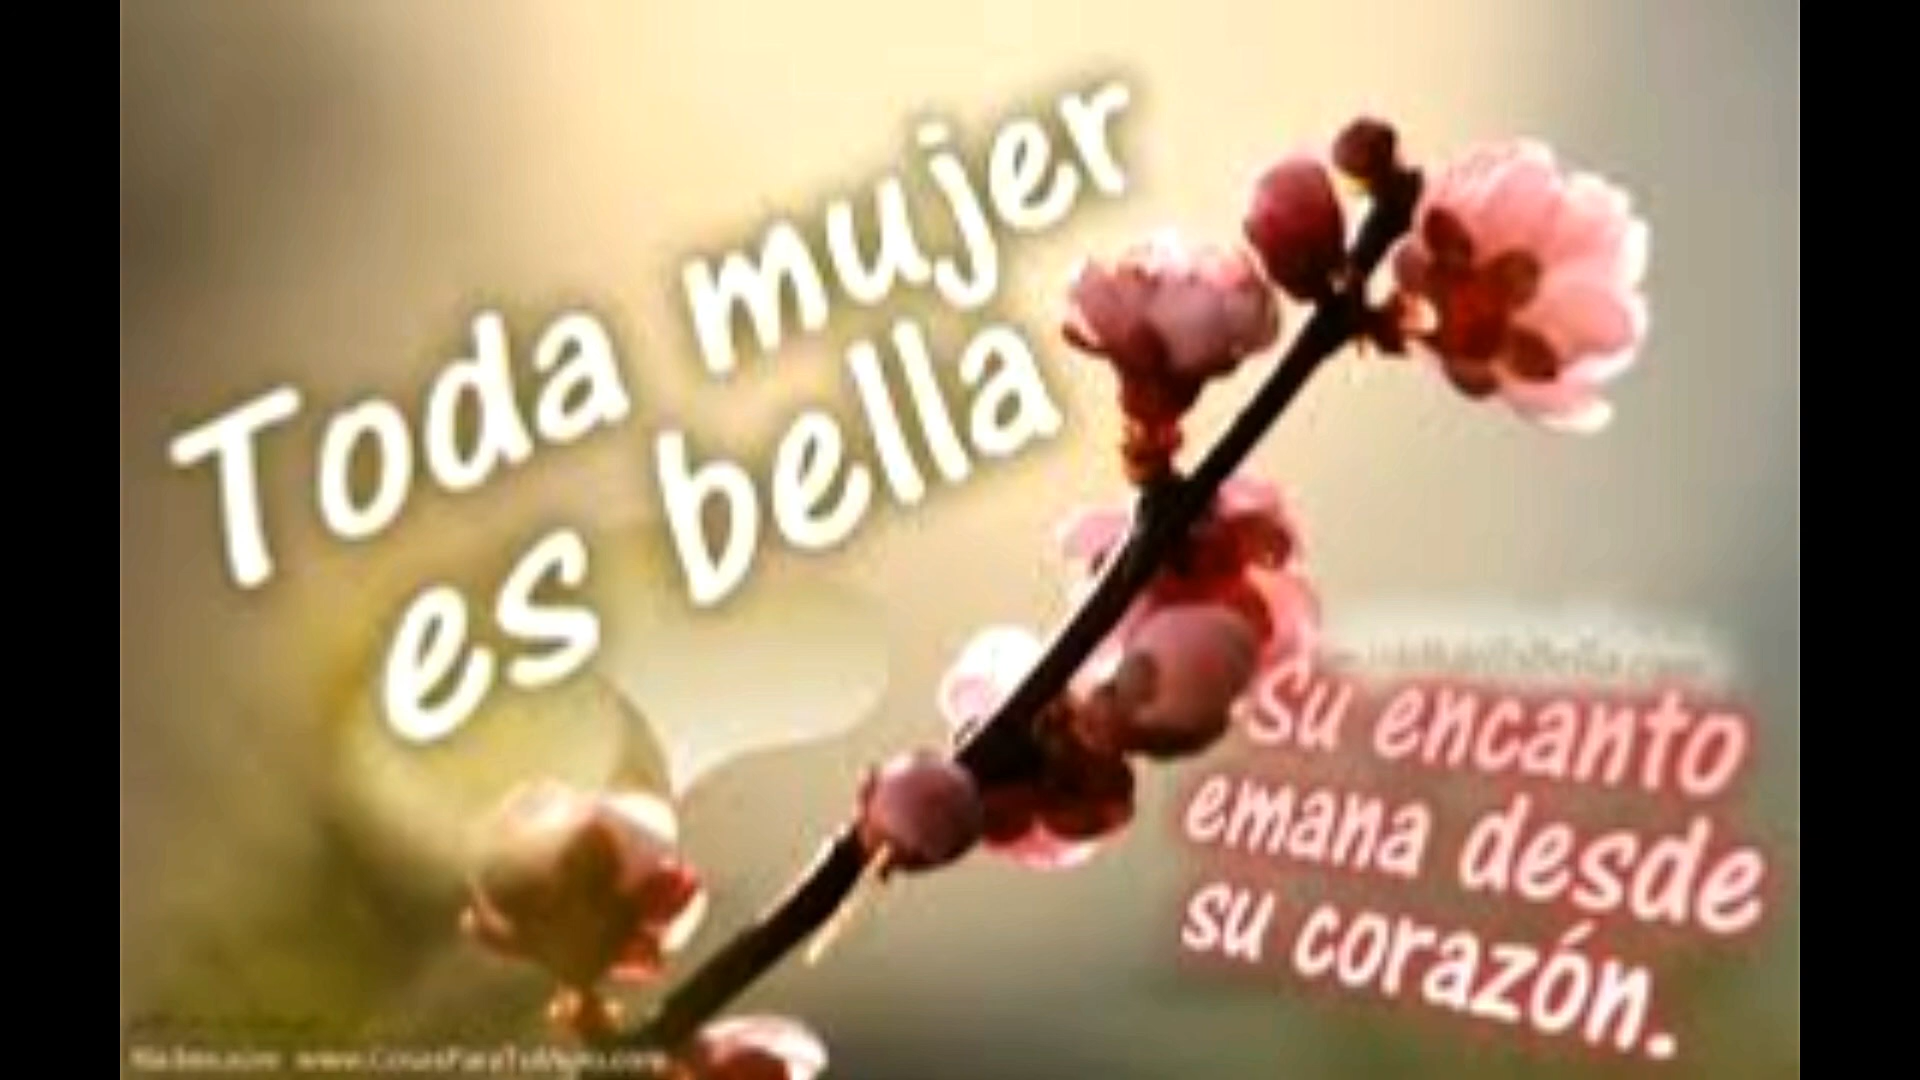 Toda mujer
es bella
Su encanto
emana desde
su corazón.